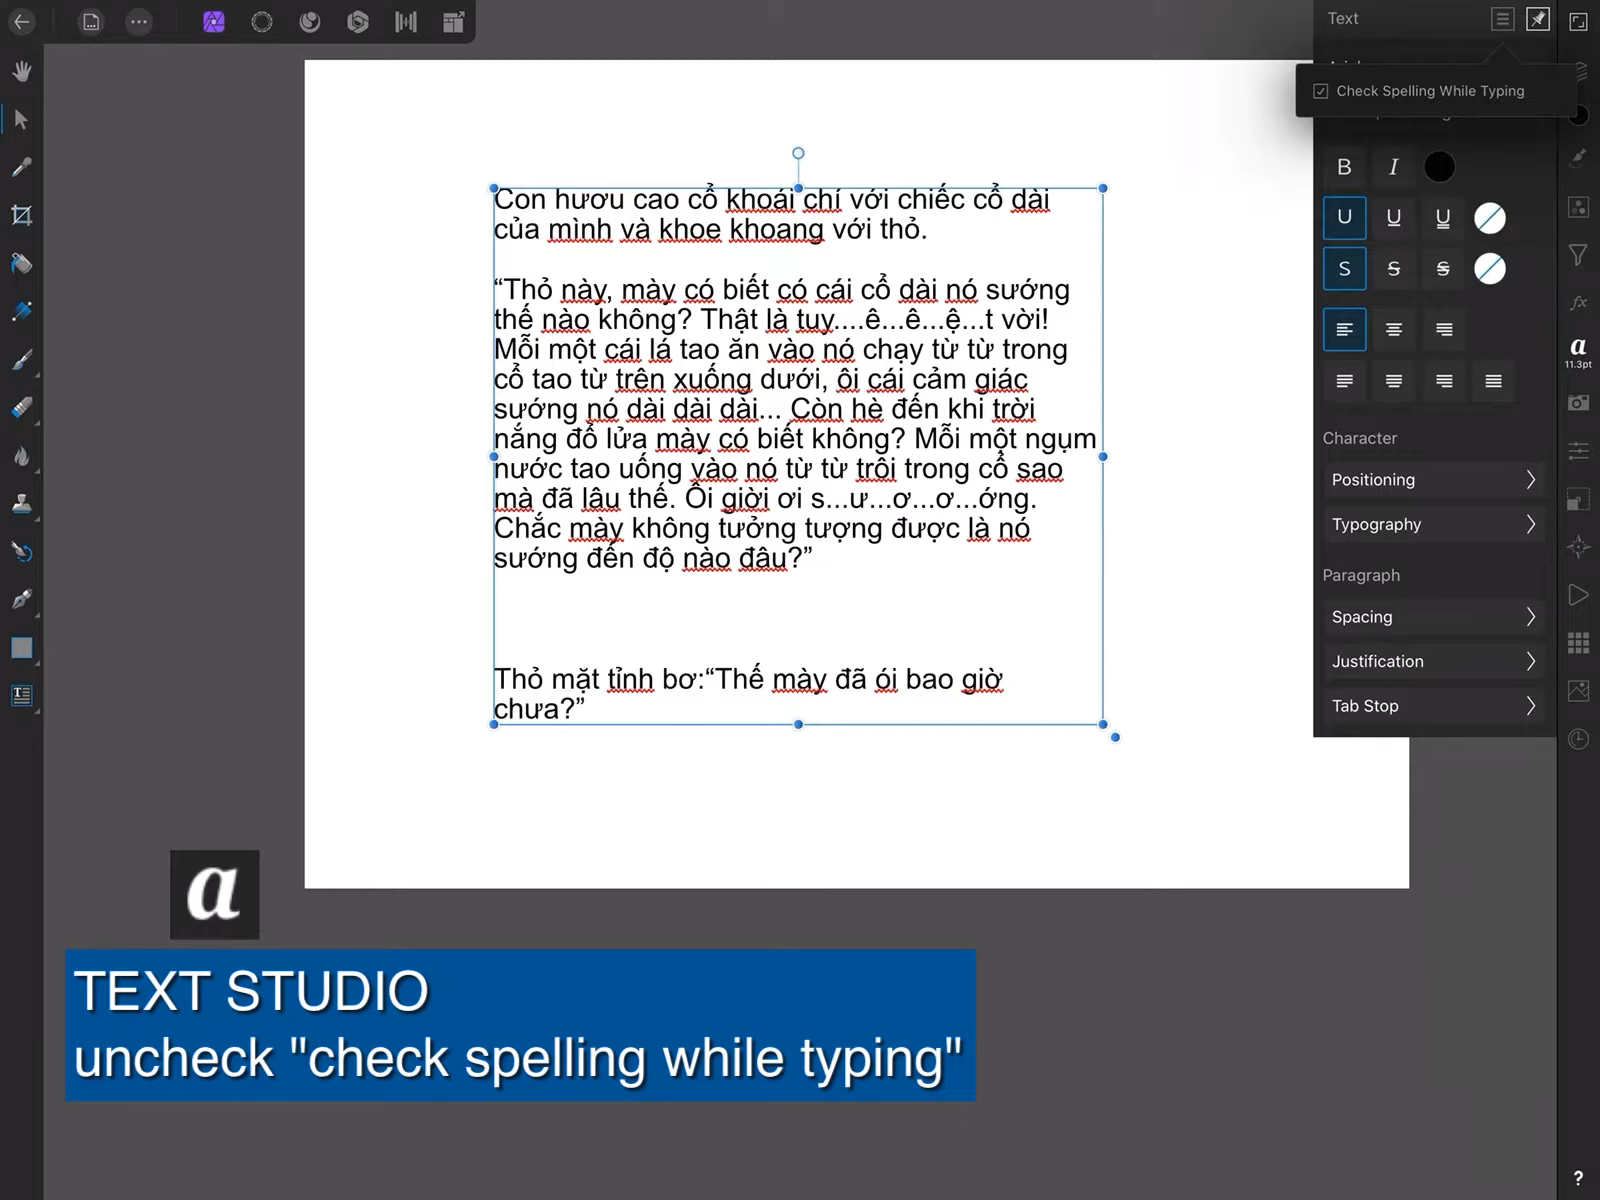 Text
Check Spelling While Typing
B I
U U U
S S S
a
11.3pt
Con hươu cao cổ khoái chí với chiếc cổ dài
của mình và khoe khoang với thỏ.
“Thỏ này, mày có biết có cái cổ dài nó sướng
thế nào không? Thật là tuy....ê...ê...ệ...t vời!
Mỗi một cái lá tao ăn vào nó chạy từ từ trong
cổ tao từ trên xuống dưới, ôi cái cảm giác
sướng nó dài dài dài... Còn hè đến khi trời
nắng đổ lửa mày có biết không? Mỗi một ngụm
nước tao uống vào nó từ từ trôi trong cổ sao
mà đã lâu thế. Ôi giời ơi s...ư...ơ...ơ...ớng.
Chắc mày không tưởng tượng được là nó
sướng đến độ nào đâu?”
Thỏ mặt tỉnh bơ:“Thế mày đã ói bao giờ
chưa?”
Character
Positioning
Typography
Paragraph
Spacing
Justification
Tab Stop
a
TEXT STUDIO
uncheck "check spelling while typing"
?